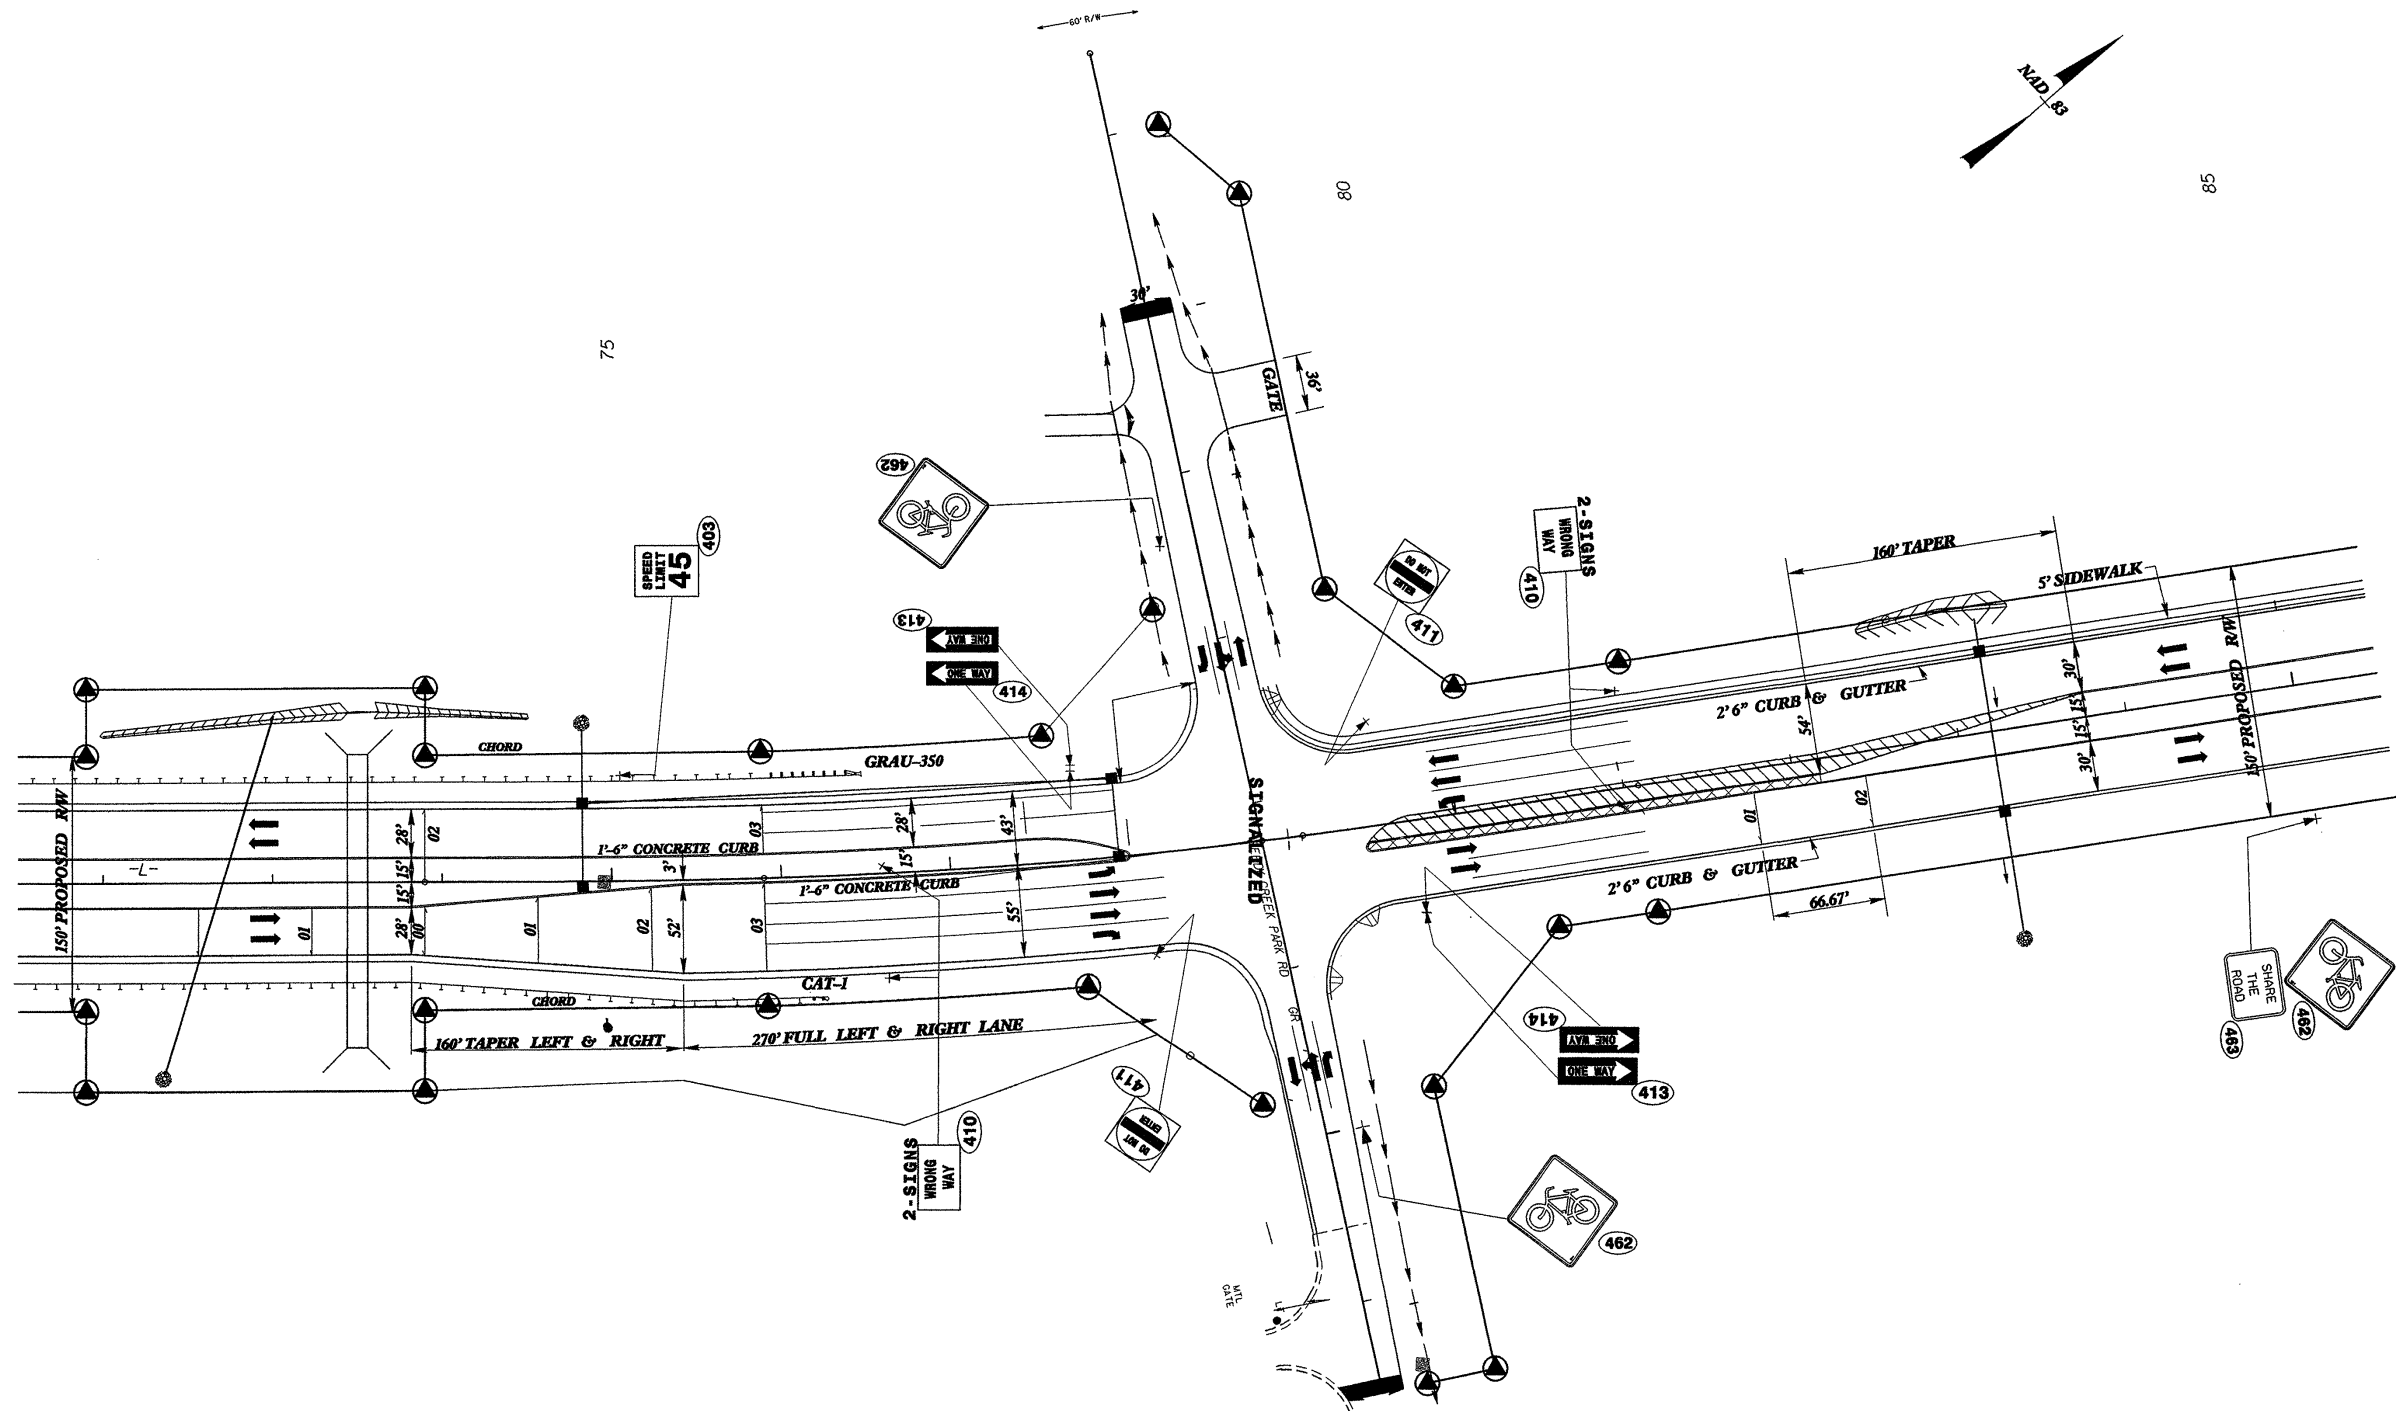 60' R/W
NAD 83
80
85
75
30'
GATE
36'
462
403
SPEED
LIMIT
45
413
ONE WAY
ONE WAY
414
DO NOT
ENTER
411
2-SIGNS
WRONG
WAY
410
160' TAPER
5' SIDEWALK
2' 6" CURB & GUTTER
54'
30'
15'
15'
30'
150' PROPOSED R/W
CHORD
GRAU-350
150' PROPOSED R/W
28'
02
15'
15'
28'
00
-L-
1'-6" CONCRETE CURB
3'
1'-6" CONCRETE CURB
03
28'
43'
15'
01
01
02
52'
03
55'
SIGNALIZED
CREEK PARK RD
GR
01
02
2' 6" CURB & GUTTER
66.67'
CAT-1
CHORD
160' TAPER LEFT & RIGHT
270' FULL LEFT & RIGHT LANE
2-SIGNS
WRONG
WAY
410
411
DO NOT
ENTER
414
ONE WAY
ONE WAY
413
SHARE
THE
ROAD
463
462
462
MTL
GATE